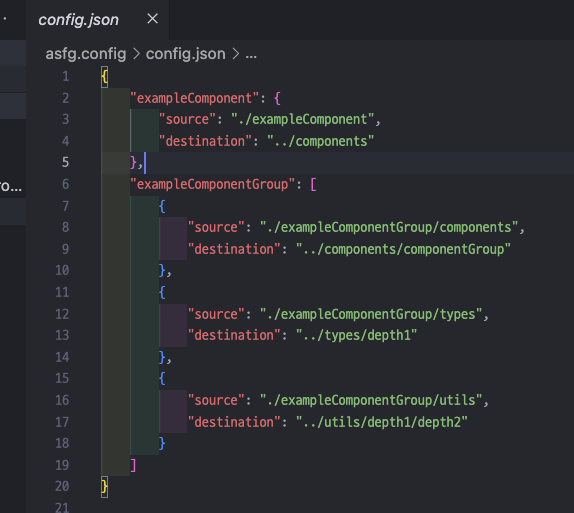 config.json ×
asfg.config > config.json > ...
ro...
1 {
2 "exampleComponent": {
3 "source": "./exampleComponent",
4 "destination": "../components"
5 },
6 "exampleComponentGroup": [
7 {
8 "source": "./exampleComponentGroup/components",
9 "destination": "../components/componentGroup"
10 },
11 {
12 "source": "./exampleComponentGroup/types",
13 "destination": "../types/depth1"
14 },
15 {
16 "source": "./exampleComponentGroup/utils",
17 "destination": "../utils/depth1/depth2"
18 }
19 ]
20 }
21